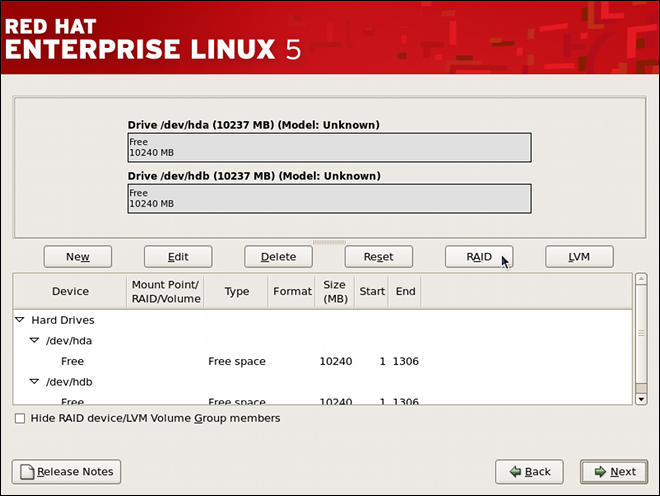 RED HAT
ENTERPRISE LINUX 5
Drive /dev/hda (10237 MB) (Model: Unknown)
Free
10240 MB
Drive /dev/hdb (10237 MB) (Model: Unknown)
Free
10240 MB
New Edit Delete Reset RAID LVM
Device Mount Point/ RAID/Volume Type Format Size (MB) Start End
Hard Drives
/dev/hda
Free Free space 10240 1 1306
/dev/hdb
Free Free space 10240 1 1306
Hide RAID device/LVM Volume Group members
Release Notes Back Next